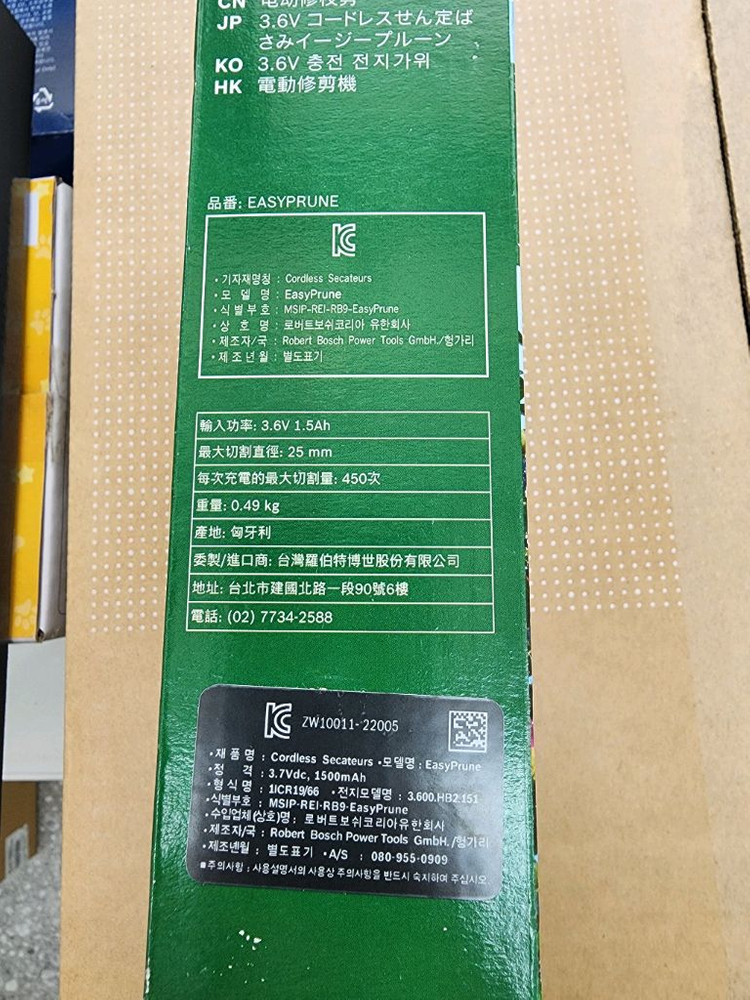 CN 电动修枝剪
JP 3.6V コードレスせん定ば
さみイージープルーン
KO 3.6V 충전 전지가위
HK 電動修剪機
品番: EASYPRUNE
• 기자재명칭 : Cordless Secateurs
• 모 델 명 : EasyPrune
• 식별부호 : MSIP-REI-RB9-EasyPrune
• 상 호 명 : 로버트보쉬코리아 유한회사
• 제조자/국 : Robert Bosch Power Tools GmbH./헝가리
• 제조년월 : 별도표기
輸入功率: 3.6V 1.5Ah
最大切割直徑: 25 mm
每次充電的最大切割量: 450次
重量: 0.49 kg
產地: 匈牙利
委製/進口商: 台灣羅伯特博世股份有限公司
地址: 台北市建國北路一段90號6樓
電話: (02) 7734-2588
ZW10011-22005
•제품명 : Cordless Secateurs •모델명 : EasyPrune
•정 격 : 3.7Vdc, 1500mAh
•형식명 : 1ICR19/66 •전지모델명 : 3.600.HB2.151
•식별부호 : MSIP-REI-RB9-EasyPrune
•수입업체(상호)명 : 로버트보쉬코리아유한회사
•제조자/국 : Robert Bosch Power Tools GmbH./헝가리
•제조년월 : 별도표기 •A/S : 080-955-0909
■주의사항 : 사용설명서의 사용상 주의사항을 반드시 숙지하여 주십시오.